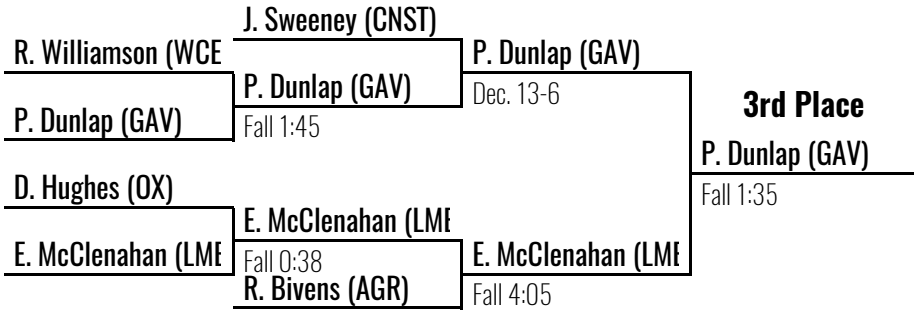 J. Sweeney (CNST)
R. Williamson (WCE
P. Dunlap (GAV)
P. Dunlap (GAV)
Dec. 13-6
P. Dunlap (GAV)
Fall 1:45
3rd Place
P. Dunlap (GAV)
Fall 1:35
D. Hughes (OX)
E. McClenahan (LME
E. McClenahan (LME
Fall 0:38
E. McClenahan (LME
Fall 4:05
R. Bivens (AGR)